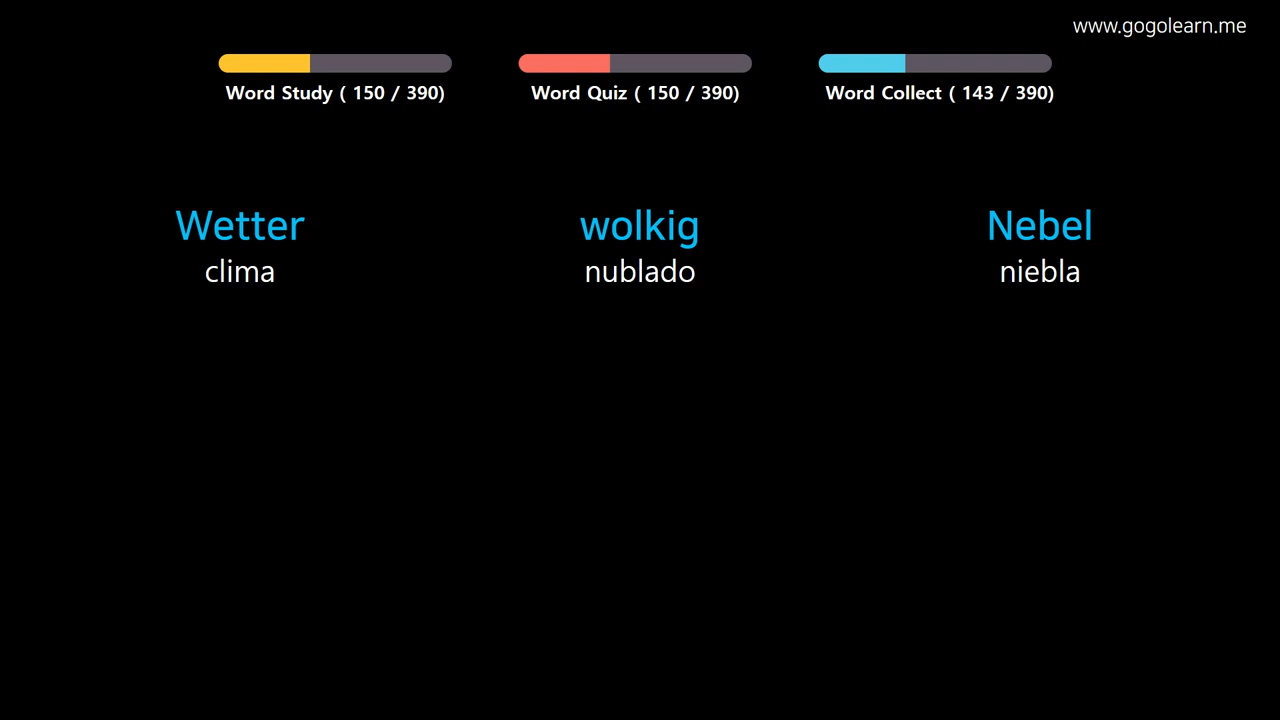 www.gogolearn.me
Word Study ( 150 / 390)
Word Quiz ( 150 / 390)
Word Collect ( 143 / 390)
Wetter
clima
wolkig
nublado
Nebel
niebla